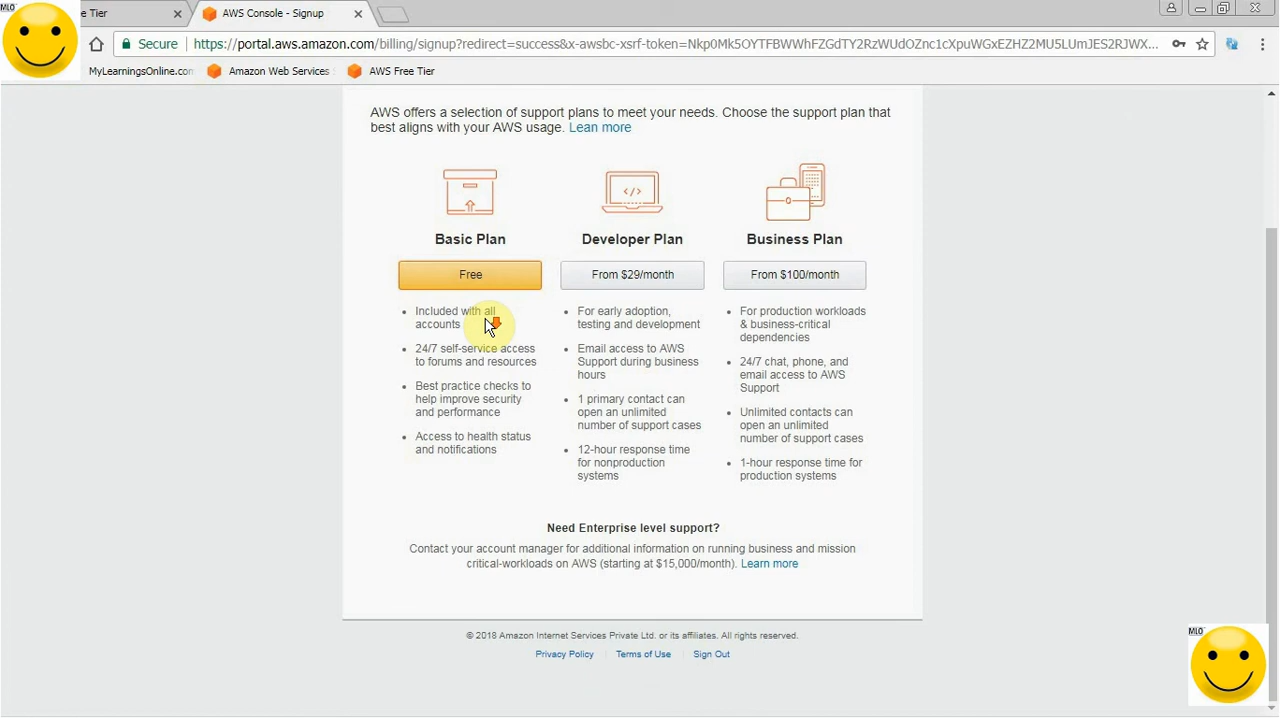 MLO
e Tier
AWS Console - Signup
Secure
https://portal.aws.amazon.com/billing/signup?redirect=success&x-awsbc-xsrf-token=Nkp0Mk5OYTFBWWhFZGdTY2RzWUdOZnc1cXpuWGxEZHZ2MU5LUmJES2RJWX...
MyLearningsOnline.com
Amazon Web Services
AWS Free Tier
AWS offers a selection of support plans to meet your needs. Choose the support plan that
best aligns with your AWS usage. Lean more
Basic Plan
Free
Included with all
accounts
24/7 self-service access
to forums and resources
Best practice checks to
help improve security
and performance
Access to health status
and notifications
Developer Plan
From $29/month
For early adoption,
testing and development
Email access to AWS
Support during business
hours
1 primary contact can
open an unlimited
number of support cases
12-hour response time
for nonproduction
systems
Business Plan
From $100/month
For production workloads
& business-critical
dependencies
24/7 chat, phone, and
email access to AWS
Support
Unlimited contacts can
open an unlimited
number of support cases
1-hour response time for
production systems
Need Enterprise level support?
Contact your account manager for additional information on running business and mission
critical-workloads on AWS (starting at $15,000/month). Learn more
© 2018 Amazon Internet Services Private Ltd. or its affiliates. All rights reserved.
Privacy Policy
Terms of Use
Sign Out
MLO